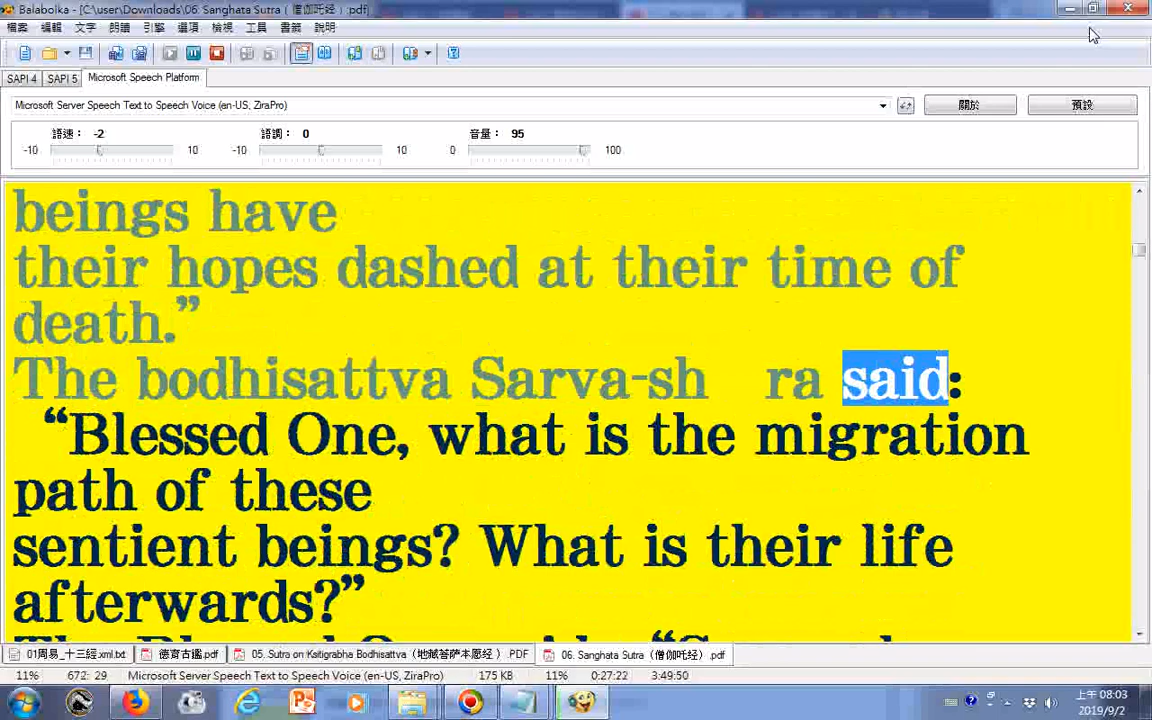 Balabolka - [C:\user\Downloads\06. Sanghata Sutra（僧伽吒经）.pdf]
檔案 編輯 文字 朗讀 引擎 選項 檢視 工具 書籤 說明
SAPI 4 SAPI 5 Microsoft Speech Platform
Microsoft Server Speech Text to Speech Voice (en-US, ZiraPro) 關於 預設
語速： -2 語調： 0 音量： 95
-10 10 -10 10 0 100
beings have
their hopes dashed at their time of
death.”
The bodhisattva Sarva-sh ra said:
“Blessed One, what is the migration
path of these
sentient beings? What is their life
afterwards?”
01周易_十三經.xml.txt 德育古鑑.pdf 05. Sutra on Ksitigrabha Bodhisattva（地藏菩萨本愿经）.PDF 06. Sanghata Sutra（僧伽吒经）.pdf
11% 672: 29 Microsoft Server Speech Text to Speech Voice (en-US, ZiraPro) 175 KB 11% 0:27:22 3:49:50
上午 08:03
2019/9/2